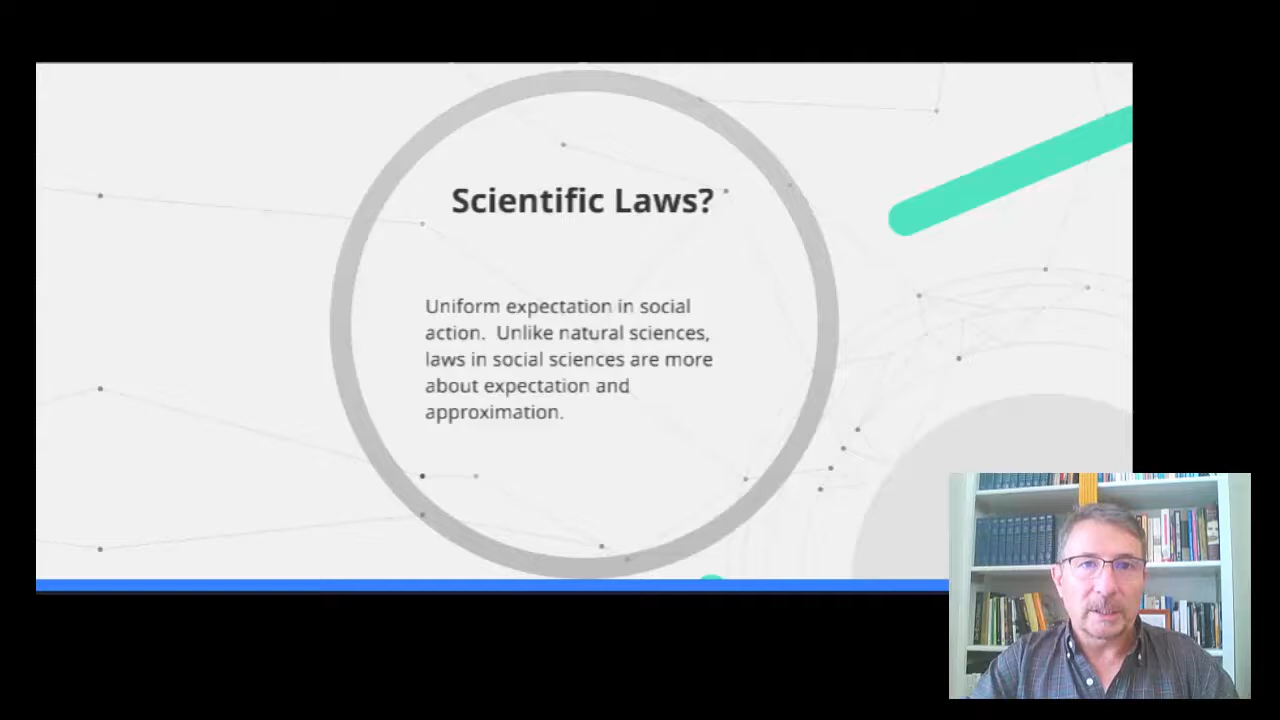 Scientific Laws?
Uniform expectation in social
action.  Unlike natural sciences,
laws in social sciences are more
about expectation and
approximation.